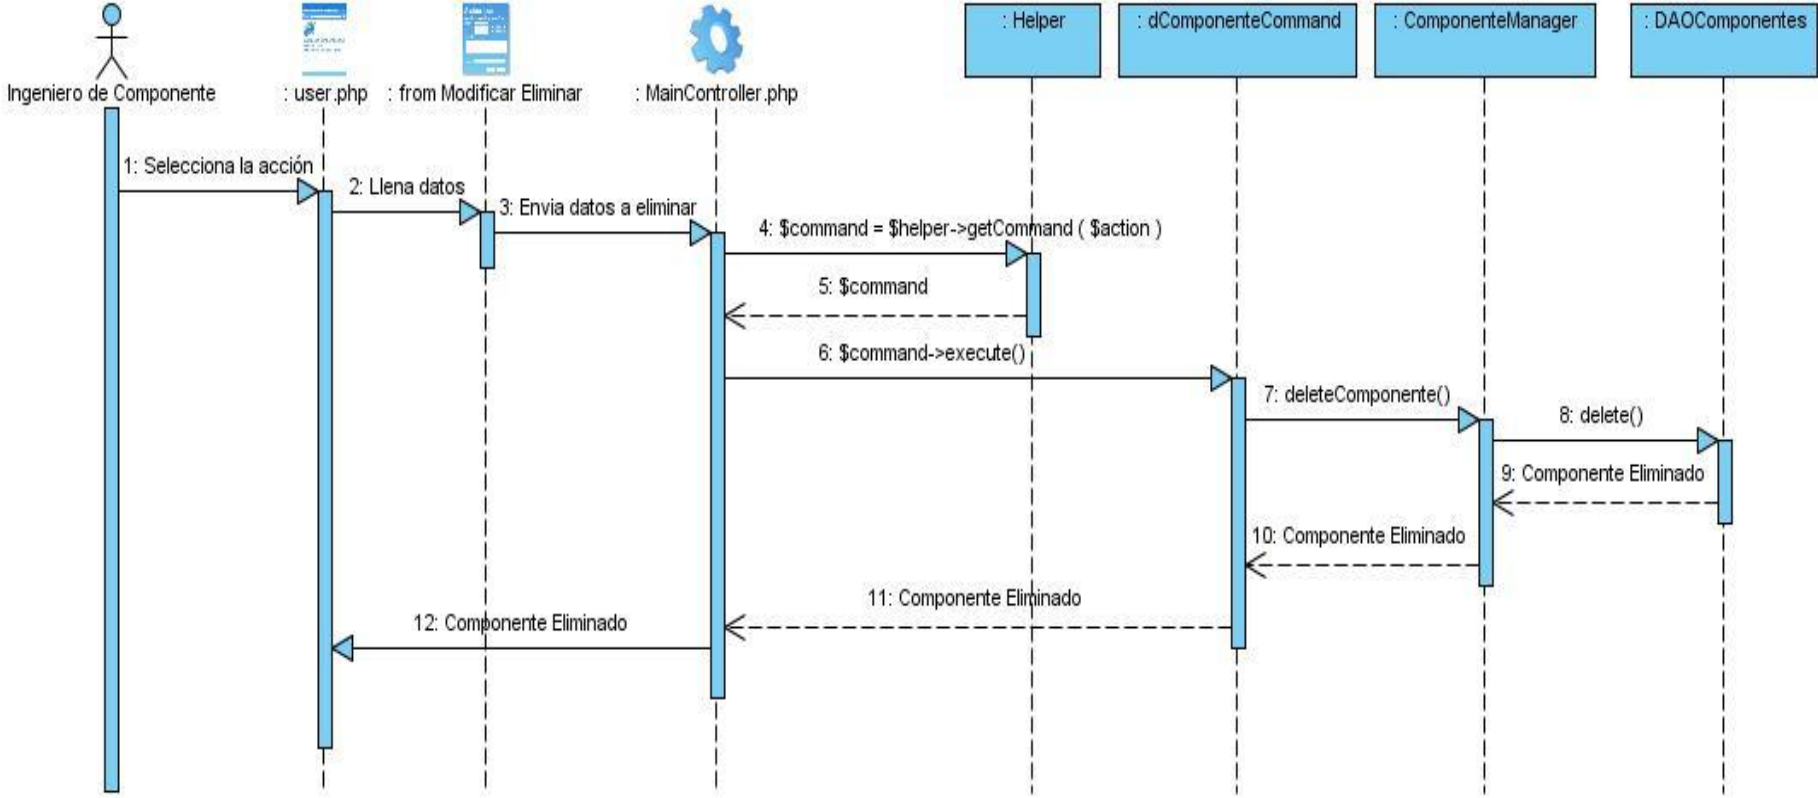 : Helper
: dComponenteCommand
: ComponenteManager
: DAOComponentes
Ingeniero de Componente
: user.php
: from Modificar Eliminar
: MainController.php
1: Selecciona la acción
2: Llena datos
3: Envia datos a eliminar
4: $command = $helper->getCommand ( $action )
5: $command
6: $command->execute()
7: deleteComponente()
8: delete()
9: Componente Eliminado
10: Componente Eliminado
11: Componente Eliminado
12: Componente Eliminado